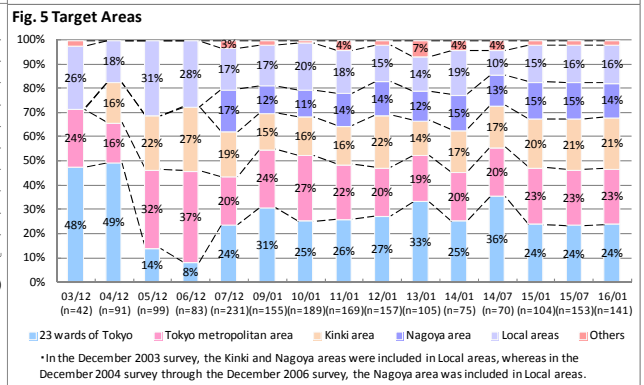 Fig. 5 Target Areas
100%
90%
80%
70%
60%
50%
40%
30%
20%
10%
0%
3% 4% 7% 4% 4%
26% 18% 31% 28% 17% 17% 20% 18% 15% 14% 19% 10% 15% 16% 16%
17% 12% 11% 14% 14% 12% 15% 13% 15% 15% 14%
16% 22% 27% 19% 15% 16% 16% 22% 14% 17% 17% 20% 21% 21%
24% 16% 32% 37% 20% 24% 27% 22% 20% 19% 20% 20% 23% 23% 23%
48% 49% 14% 8% 24% 31% 25% 26% 27% 33% 25% 36% 24% 24% 24%
03/12 04/12 05/12 06/12 07/12 09/01 10/01 11/01 12/01 13/01 14/01 14/07 15/01 15/07 16/01
(n=42) (n=91) (n=99) (n=83) (n=231) (n=155) (n=189) (n=169) (n=157) (n=105) (n=75) (n=70) (n=104) (n=153) (n=141)
23 wards of Tokyo Tokyo metropolitan area Kinki area Nagoya area Local areas Others
・In the December 2003 survey, the Kinki and Nagoya areas were included in Local areas, whereas in the
December 2004 survey through the December 2006 survey, the Nagoya area was included in Local areas.